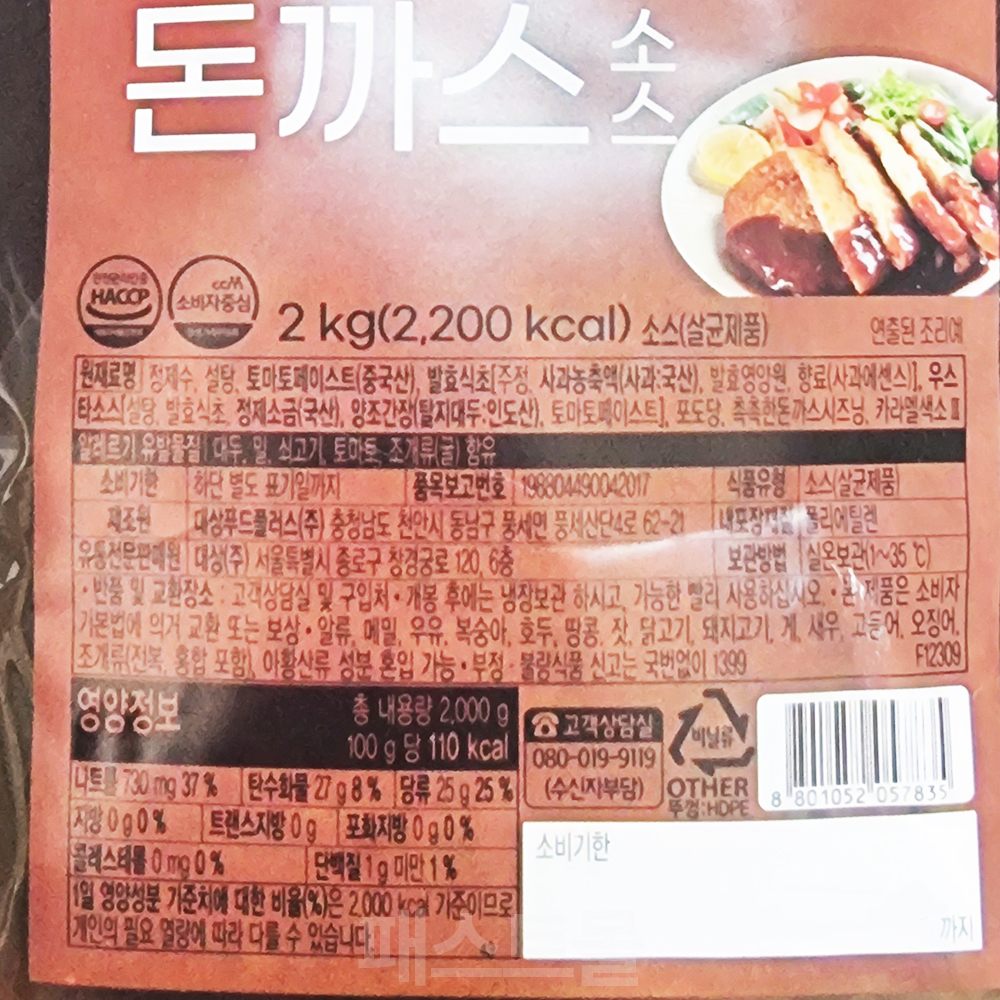 돈까스 소스
HACCP
ccM
소비자중심
2 kg(2,200 kcal) 소스(살균제품)
연출된 조리예
원재료명 정제수, 설탕, 토마토페이스트(중국산), 발효식초[주정, 사과농축액(사과:국산), 발효영양원, 향료(사과에센스)], 우스
타소스[설탕, 발효식초, 정제소금(국산), 양조간장(탈지대두:인도산), 토마토페이스트], 포도당, 촉촉한돈까스시즈닝, 카라멜색소Ⅲ
알레르기 유발물질 대두, 밀, 쇠고기, 토마토, 조개류(굴) 함유
소비기한 하단 별도 표기일까지 품목보고번호 198804490042017 식품유형 소스(살균제품)
제조원 대상푸드플러스(주) 충청남도 천안시 동남구 풍세면 풍세산단4로 62-21 내포장재질 폴리에틸렌
유통전문판매원 대상(주) 서울특별시 종로구 창경궁로 120, 6층 보관방법 실온보관(1~35 ℃)
• 반품 및 교환장소 : 고객상담실 및 구입처 • 개봉 후에는 냉장보관 하시고, 가능한 빨리 사용하십시오. • 본 제품은 소비자
기본법에 의거 교환 또는 보상 • 알류, 메밀, 우유, 복숭아, 호두, 땅콩, 잣, 닭고기, 돼지고기, 게, 새우, 고등어, 오징어,
조개류(전복, 홍합 포함), 아황산류 성분 혼입 가능 • 부정 · 불량식품 신고는 국번없이 1399 F12309
영양정보 총 내용량 2,000 g
100 g 당 110 kcal
나트륨 730 mg 37 % 탄수화물 27 g 8 % 당류 25 g 25 %
지방 0 g 0 % 트랜스지방 0 g 포화지방 0 g 0 %
콜레스테롤 0 mg 0 % 단백질 1 g 미만 1 %
1일 영양성분 기준치에 대한 비율(%)은 2,000 kcal 기준이므로
개인의 필요 열량에 따라 다를 수 있습니다.
☎ 고객상담실
080-019-9119
(수신자부담)
비닐류
OTHER
뚜껑:HDPE
8 801052 057835
소비기한
까지
패스트몰